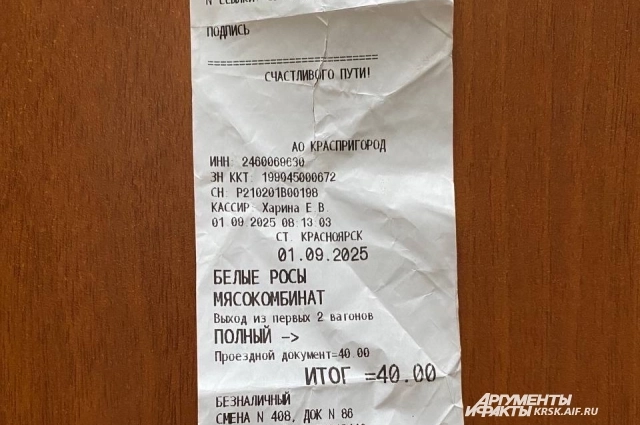 ПОДПИСЬ
==============================
СЧАСТЛИВОГО ПУТИ!
АО КРАСПРИГОРОД
ИНН: 2460069630
ЗН ККТ: 199945000672
СН: Р210201В00198
КАССИР: Харина Е В
01 09 2025 08 13 03
СТ. КРАСНОЯРСК
01.09.2025
БЕЛЫЕ РОСЫ
МЯСОКОМБИНАТ
Выход из первых 2 вагонов
ПОЛНЫЙ ->
Проездной документ=40.00
ИТОГ =40.00
БЕЗНАЛИЧНЫЙ
СМЕНА N 408, ДОК N 86
АРГУМЕНТЫ
И ФАКТЫ KRSK.AIF.RU